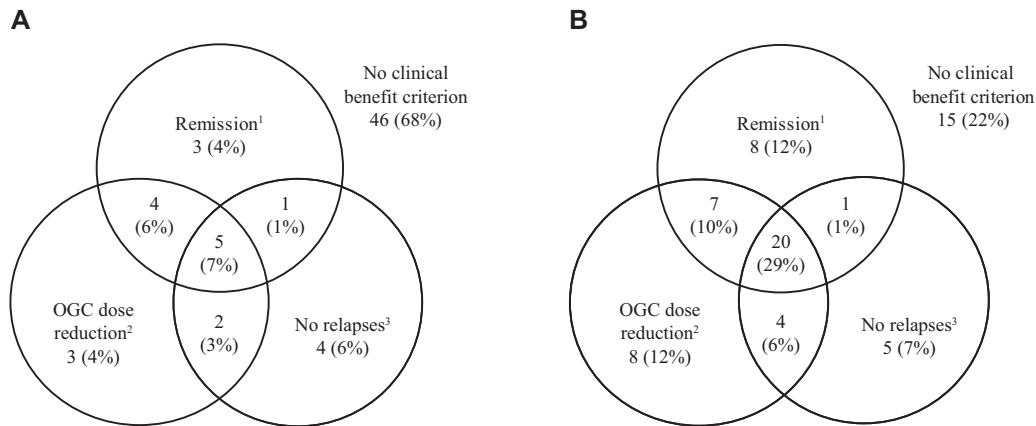 A
No clinical
benefit criterion
46 (68%)
Remission¹
3 (4%)
4
(6%)
1
(1%)
5
(7%)
OGC dose
reduction²
3 (4%)
2
(3%)
No relapses³
4 (6%)
B
No clinical
benefit criterion
15 (22%)
Remission¹
8 (12%)
7
(10%)
1
(1%)
20
(29%)
OGC dose
reduction²
8 (12%)
4
(6%)
No relapses³
5 (7%)